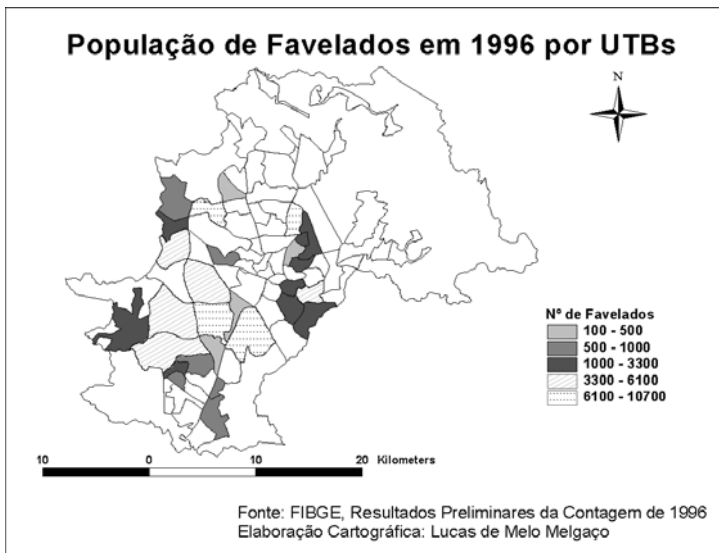 População de Favelados em 1996 por UTBs
N
Nº de Favelados
100 - 500
500 - 1000
1000 - 3300
3300 - 6100
6100 - 10700
10 0 10 20 Kilometers
Fonte: FIBGE, Resultados Preliminares da Contagem de 1996
Elaboração Cartográfica: Lucas de Melo Melgaço